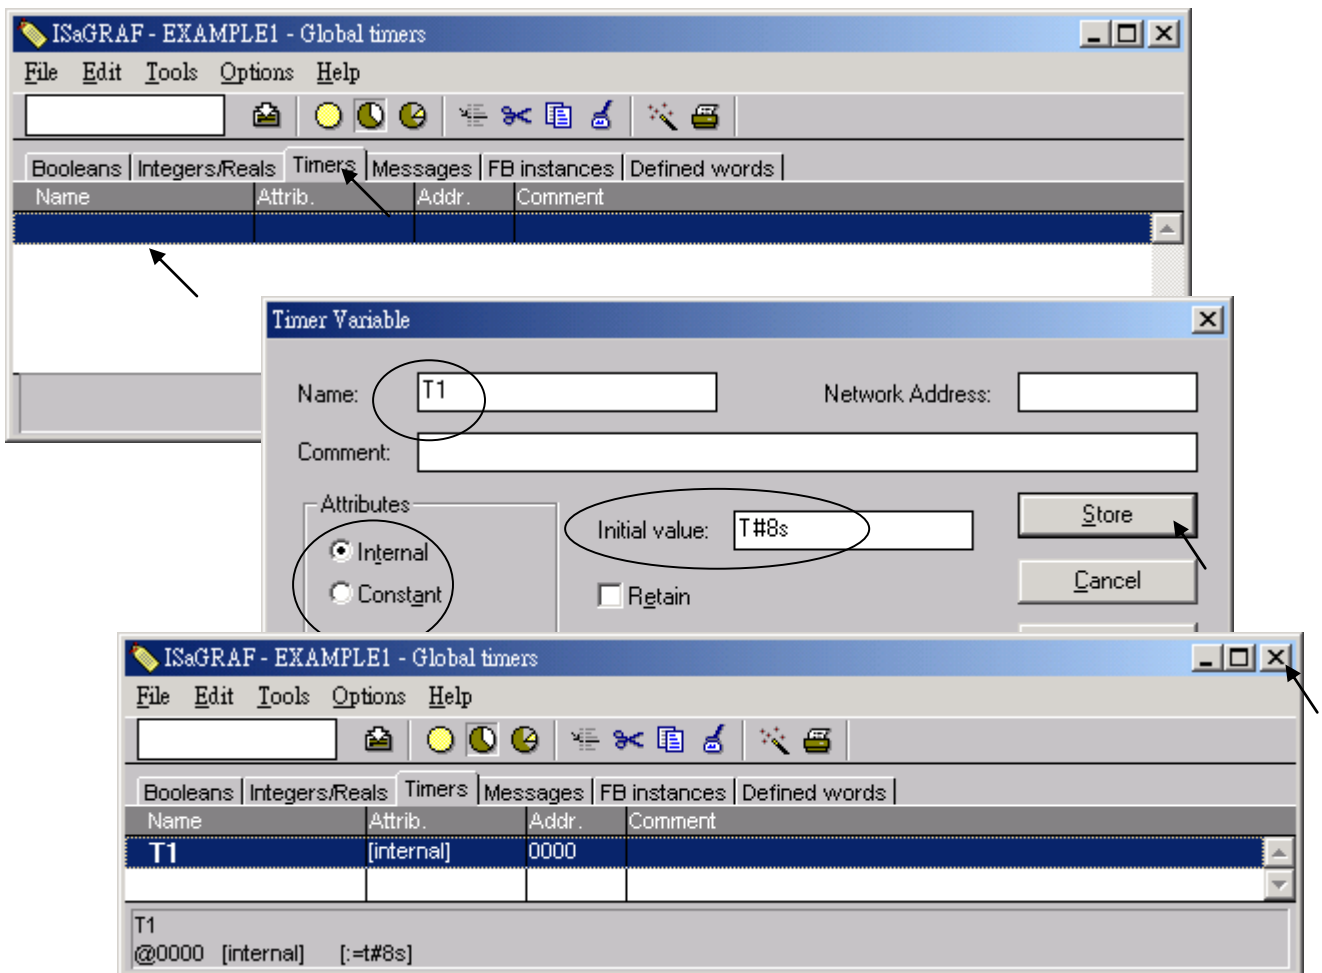 ISaGRAF - EXAMPLE1 - Global timers
File Edit Tools Options Help
Booleans Integers/Reals Timers Messages FB instances Defined words
Name Attrib. Addr. Comment
Timer Variable
Name: T1 Network Address:
Comment:
Attributes
Internal
Constant
Initial value: T#8s
Retain
Store
Cancel
ISaGRAF - EXAMPLE1 - Global timers
File Edit Tools Options Help
Booleans Integers/Reals Timers Messages FB instances Defined words
Name Attrib. Addr. Comment
T1 [internal] 0000
T1
@0000 [internal] [:=t#8s]